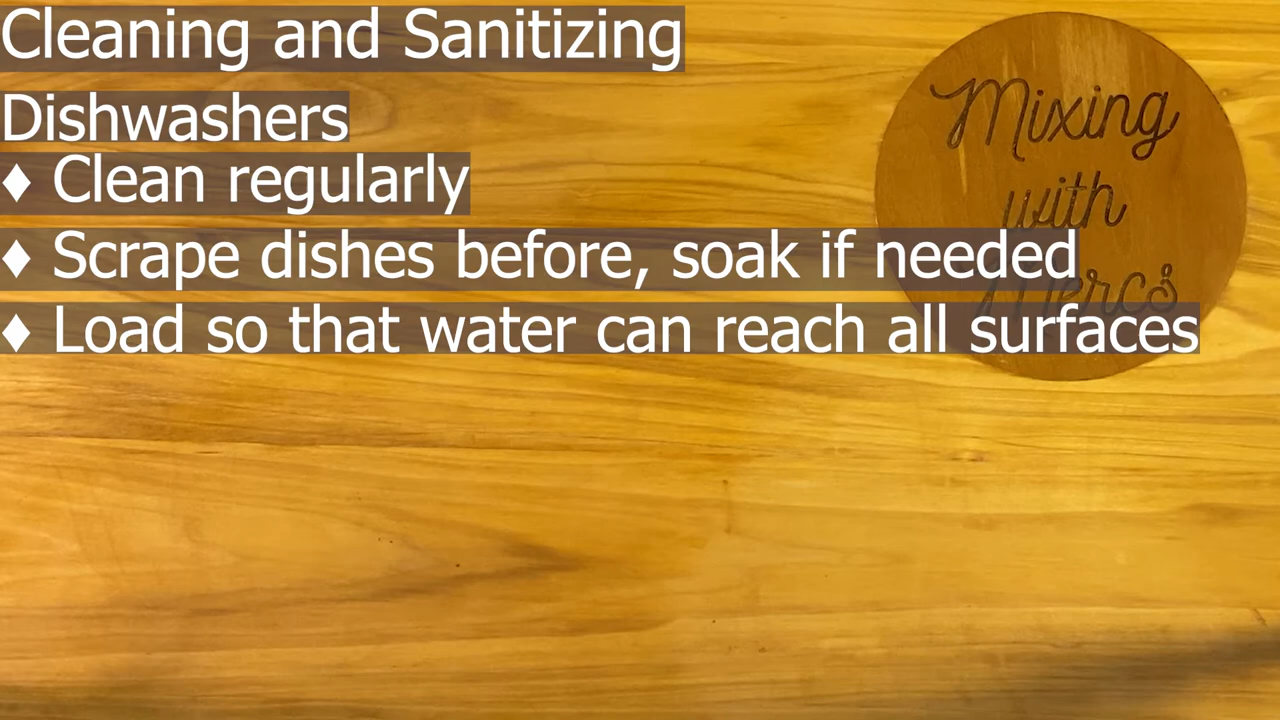 Cleaning and Sanitizing
Dishwashers
♦ Clean regularly
♦ Scrape dishes before, soak if needed
♦ Load so that water can reach all surfaces
Mixing
with
Mercs